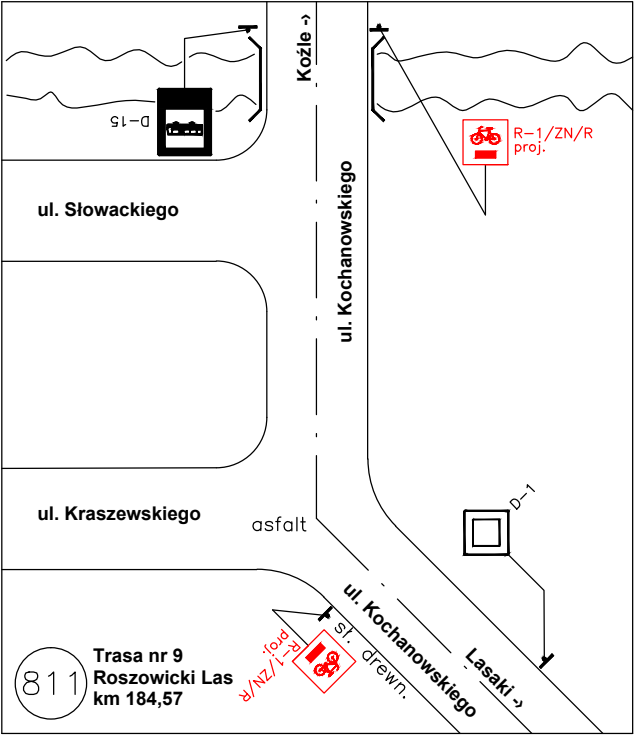 Koźle ->
D-15
R-1/ZN/R
proj.
ul. Słowackiego
ul. Kochanowskiego
D-1
ul. Kraszewskiego
asfalt
ul. Kochanowskiego
sł. drewn.
Lasaki ->
R-1/ZN/R
proj.
811
Trasa nr 9
Roszowicki Las
km 184,57